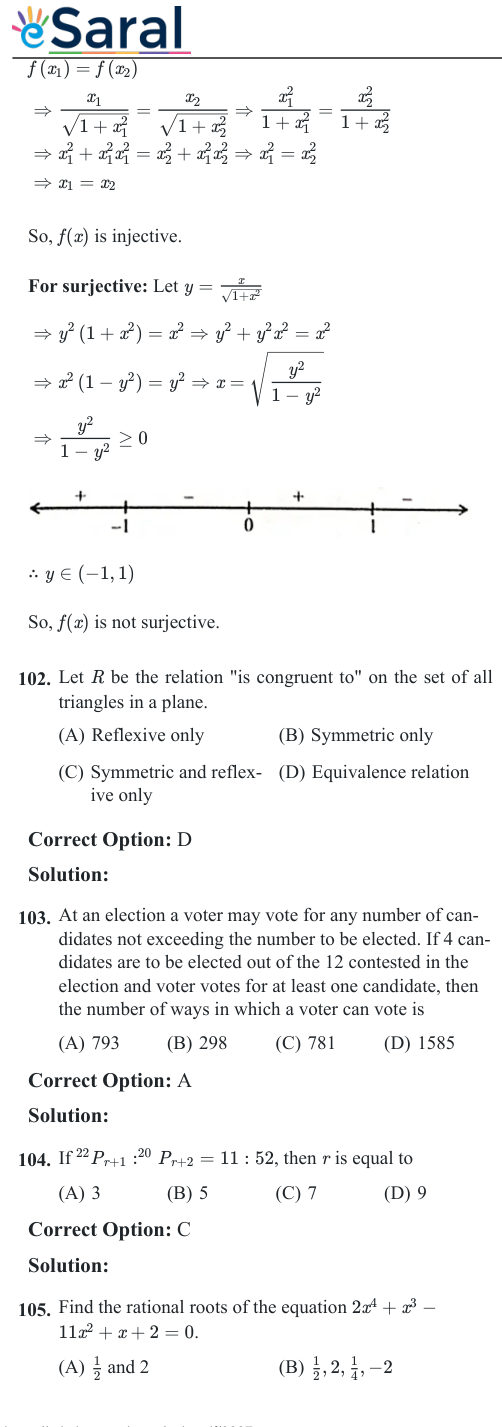 eSaral
f(x₁) = f(x₂)
⇒ x₁/√(1 + x₁²) = x₂/√(1 + x₂²) ⇒ x₁²/(1 + x₁²) = x₂²/(1 + x₂²)
⇒ x₁² + x₁²x₁² = x₂² + x₁²x₂² ⇒ x₁² = x₂²
⇒ x₁ = x₂
So, f(x) is injective.
For surjective: Let y = x/√(1+x²)
⇒ y² (1 + x²) = x² ⇒ y² + y²x² = x²
⇒ x² (1 − y²) = y² ⇒ x = √(y²/(1 − y²))
⇒ y²/(1 − y²) ≥ 0
+ − + −
−1 0 1
∴ y ∈ (−1, 1)
So, f(x) is not surjective.
102. Let R be the relation "is congruent to" on the set of all
triangles in a plane.
(A) Reflexive only (B) Symmetric only
(C) Symmetric and reflex- (D) Equivalence relation
ive only
Correct Option: D
Solution:
103. At an election a voter may vote for any number of can-
didates not exceeding the number to be elected. If 4 can-
didates are to be elected out of the 12 contested in the
election and voter votes for at least one candidate, then
the number of ways in which a voter can vote is
(A) 793 (B) 298 (C) 781 (D) 1585
Correct Option: A
Solution:
104. If ²²Pᵣ₊₁ :²⁰ Pᵣ₊₂ = 11 : 52, then r is equal to
(A) 3 (B) 5 (C) 7 (D) 9
Correct Option: C
Solution:
105. Find the rational roots of the equation 2x⁴ + x³ −
11x² + x + 2 = 0.
(A) 1/2 and 2 (B) 1/2, 2, 1/4, −2